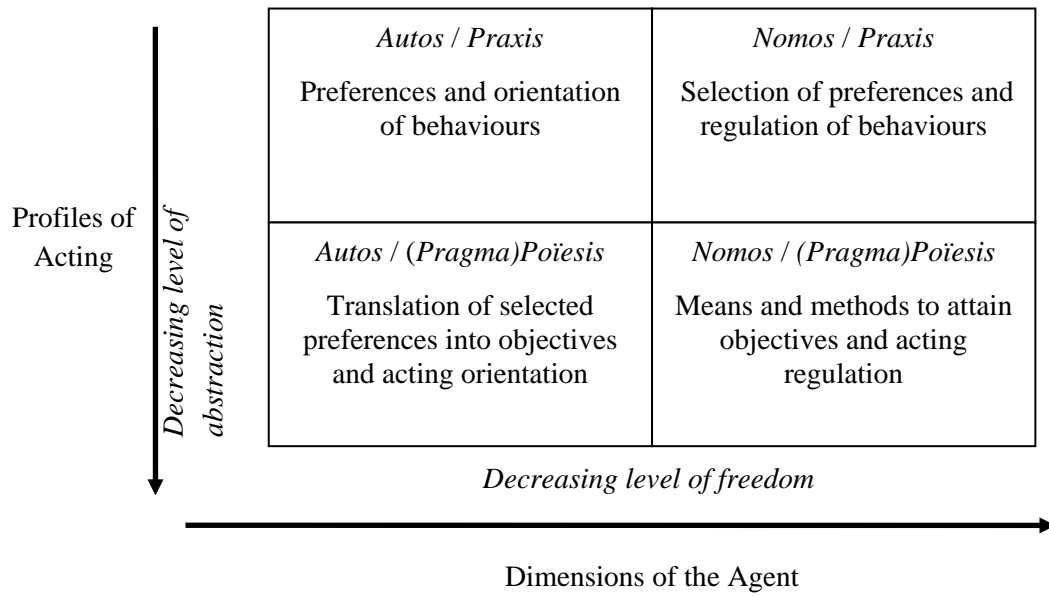 Autos / Praxis
Preferences and orientation
of behaviours
Nomos / Praxis
Selection of preferences and
regulation of behaviours
Profiles of
Acting
Decreasing level of
abstraction
Autos / (Pragma)Poïesis
Translation of selected
preferences into objectives
and acting orientation
Nomos / (Pragma)Poïesis
Means and methods to attain
objectives and acting
regulation
Decreasing level of freedom
Dimensions of the Agent